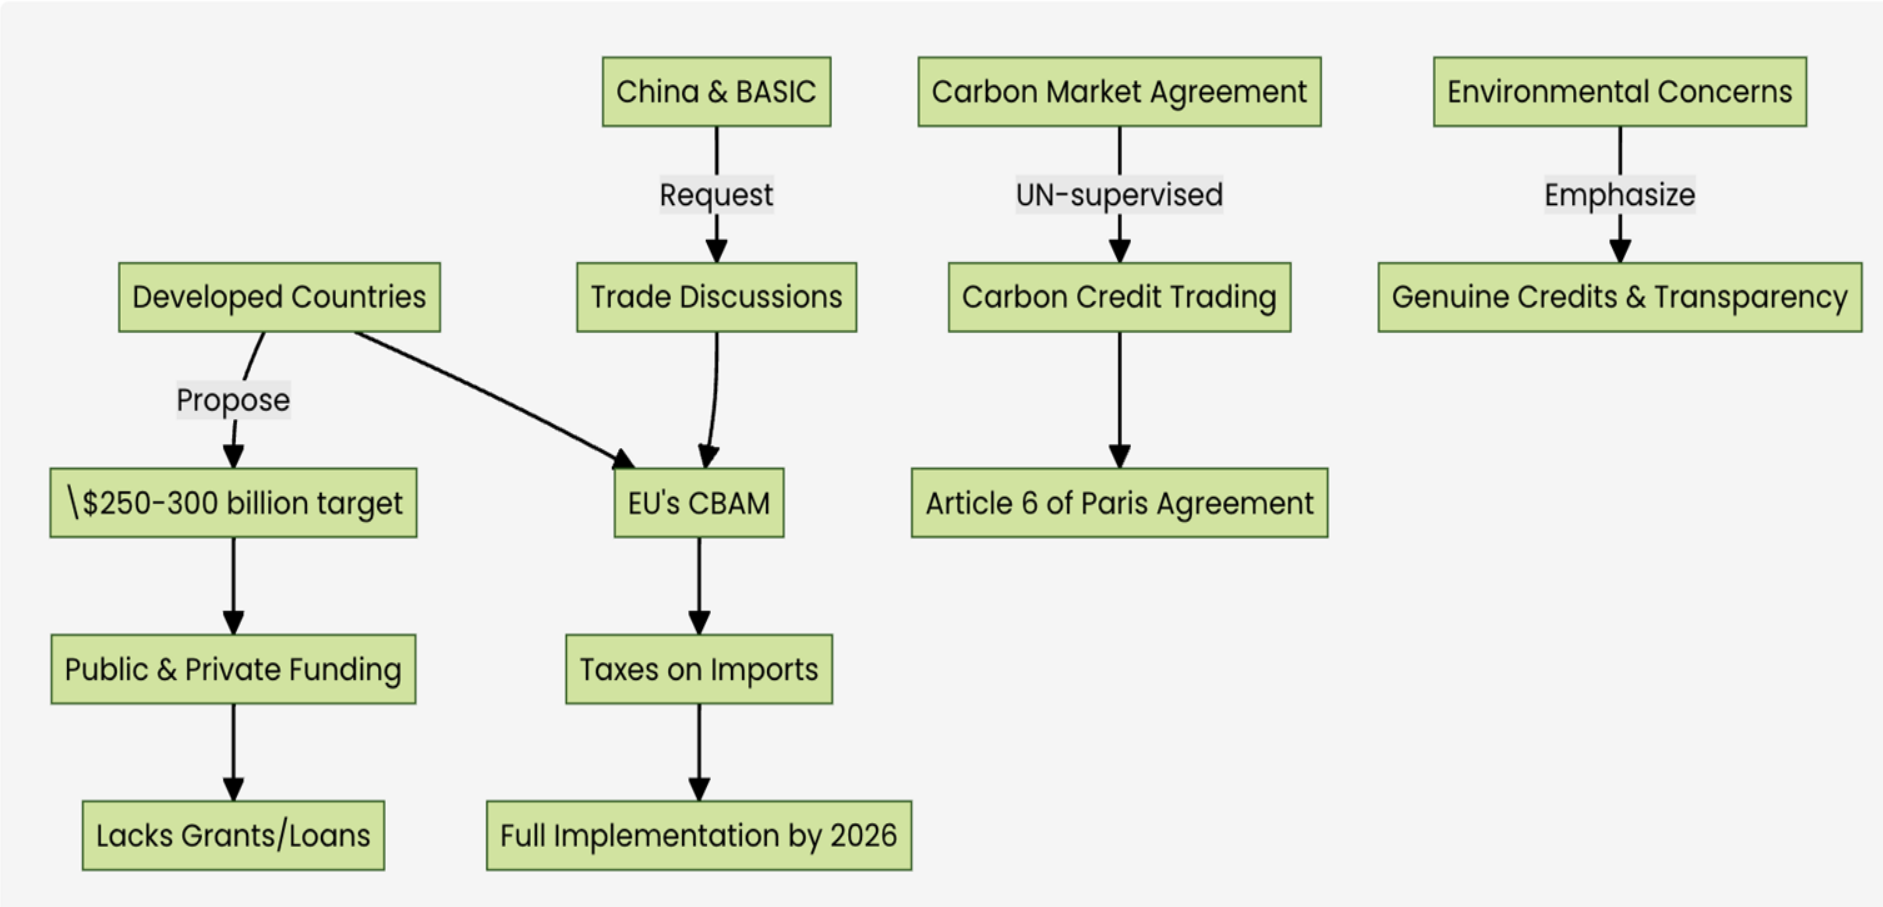 China & BASIC
Carbon Market Agreement
Environmental Concerns
Request
UN-supervised
Emphasize
Developed Countries
Trade Discussions
Carbon Credit Trading
Genuine Credits & Transparency
Propose
\$250-300 billion target
EU's CBAM
Article 6 of Paris Agreement
Public & Private Funding
Taxes on Imports
Lacks Grants/Loans
Full Implementation by 2026